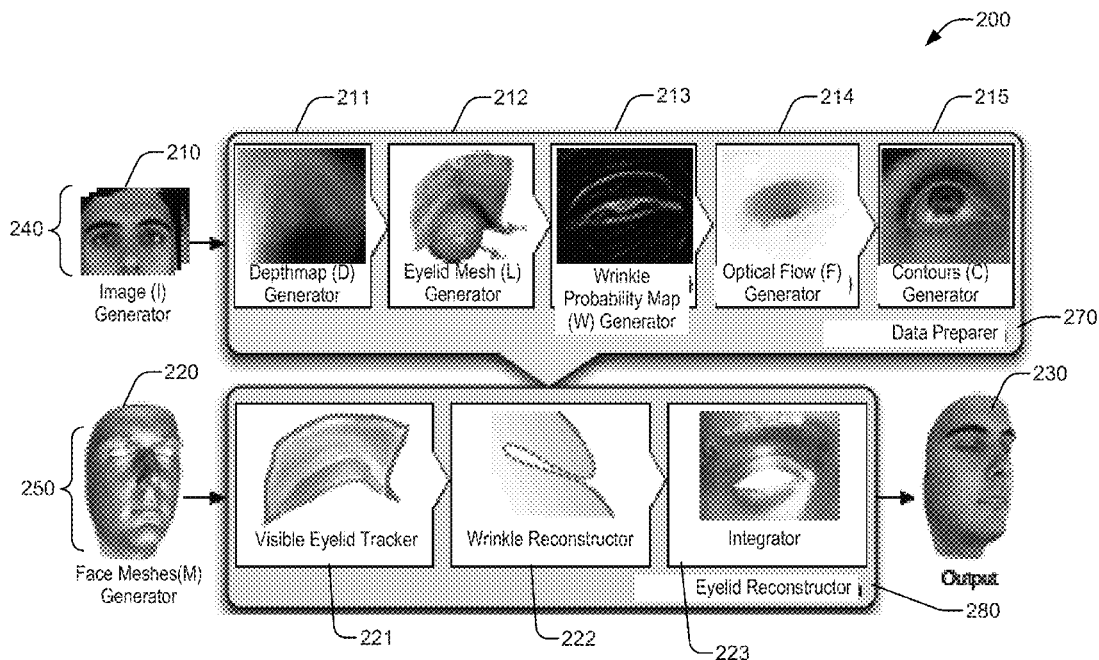 200
211
212
213
214
215
210
240
Image (I)
Generator
Depthmap (D)
Generator
Eyelid Mesh (L)
Generator
Wrinkle
Probability Map
(W) Generator
Optical Flow (F)
Generator
Contours (C)
Generator
Data Preparer
270
220
250
Face Meshes(M)
Generator
Visible Eyelid Tracker
Wrinkle Reconstructor
Integrator
Eyelid Reconstructor
230
Output
280
221
222
223